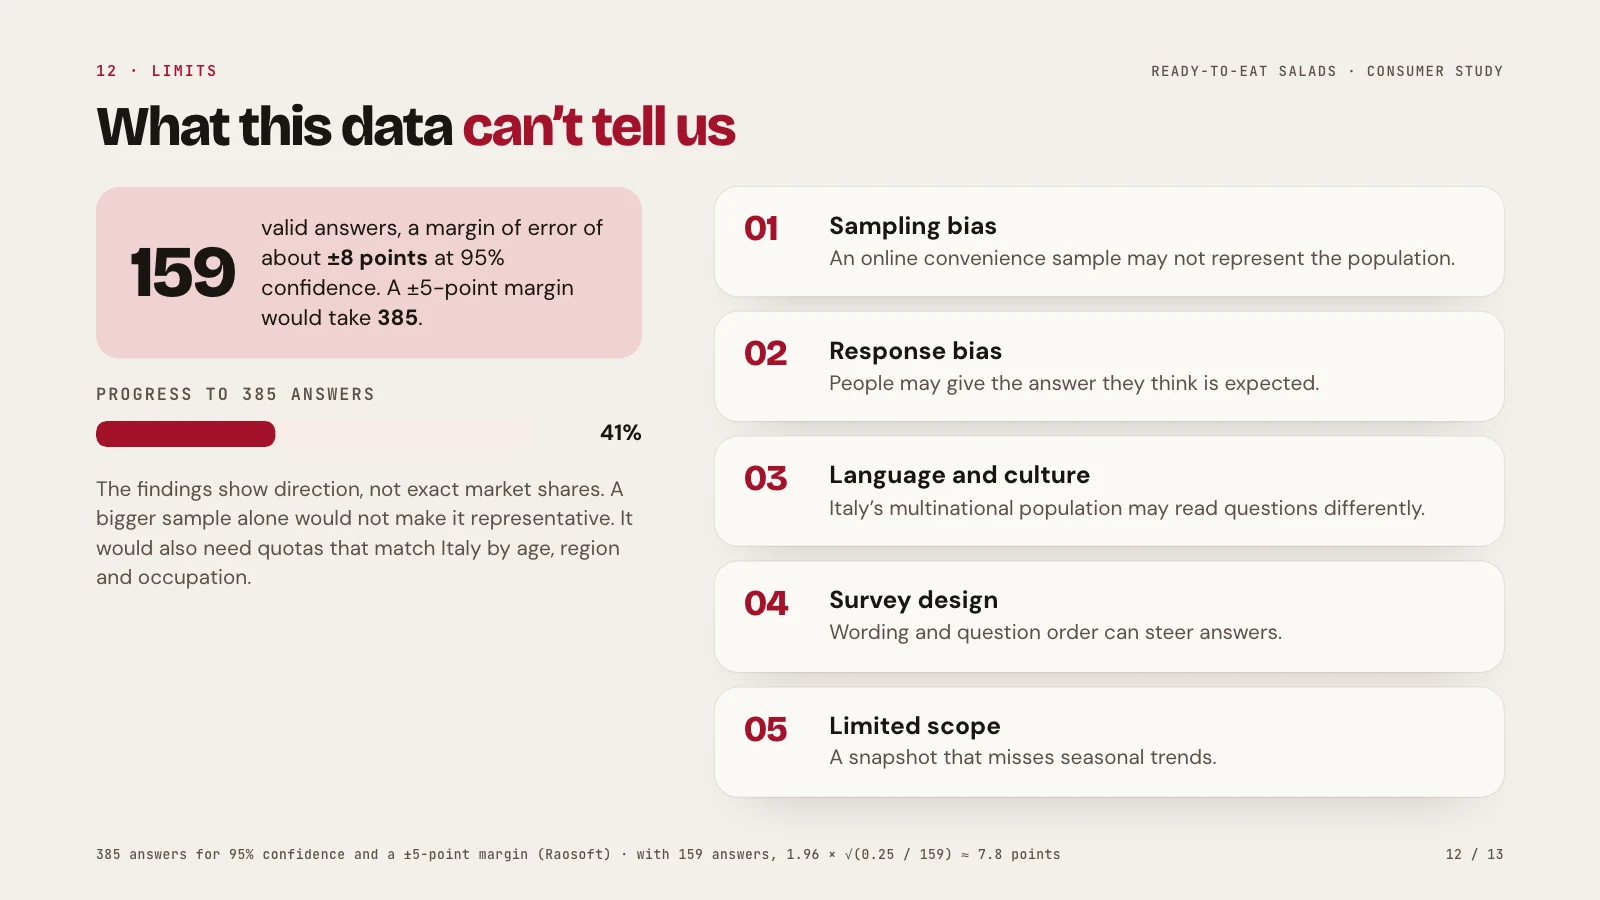 12 · LIMITS
READY-TO-EAT SALADS · CONSUMER STUDY
What this data can’t tell us
159
valid answers, a margin of error of
about ±8 points at 95%
confidence. A ±5-point margin
would take 385.
PROGRESS TO 385 ANSWERS
41%
The findings show direction, not exact market shares. A
bigger sample alone would not make it representative. It
would also need quotas that match Italy by age, region
and occupation.
01
Sampling bias
An online convenience sample may not represent the population.
02
Response bias
People may give the answer they think is expected.
03
Language and culture
Italy’s multinational population may read questions differently.
04
Survey design
Wording and question order can steer answers.
05
Limited scope
A snapshot that misses seasonal trends.
385 answers for 95% confidence and a ±5-point margin (Raosoft) · with 159 answers, 1.96 × √(0.25 / 159) ≈ 7.8 points
12 / 13